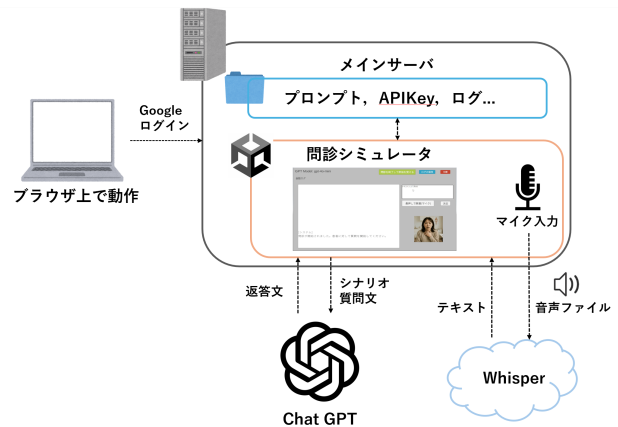 メインサーバ
プロンプト，APIKey，ログ...
Google
ログイン
問診シミュレータ
ブラウザ上で動作
マイク入力
返答文
シナリオ
質問文
テキスト
音声ファイル
Whisper
Chat GPT